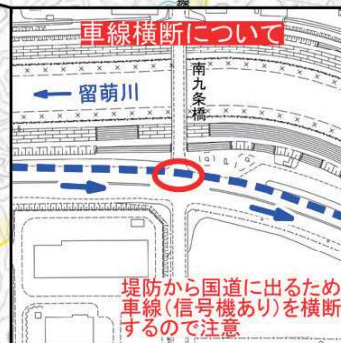 車線横断について
留萌川
南九条橋
堤防から国道に出るため
車線(信号機あり)を横断
するので注意